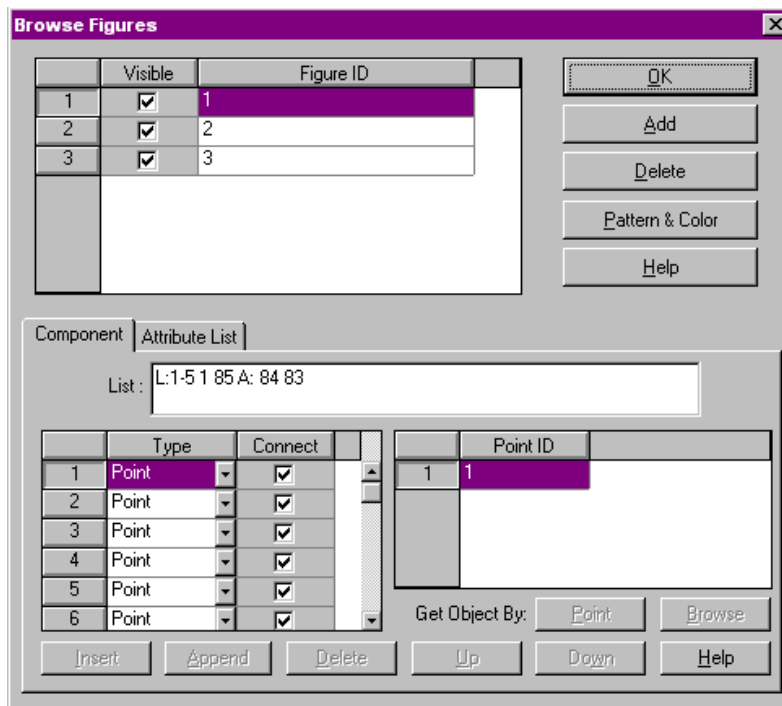 Browse Figures
Visible Figure ID
1 1
2 2
3 3
OK
Add
Delete
Pattern & Color
Help
Component Attribute List
List : L:1-5 1 85 A: 84 83
Type Connect
1 Point
2 Point
3 Point
4 Point
5 Point
6 Point
Point ID
1 1
Get Object By: Point Browse
Insert Append Delete Up Down Help